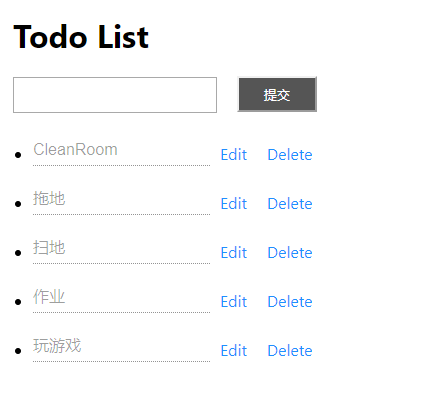 Todo List
提交
CleanRoom Edit Delete
拖地 Edit Delete
扫地 Edit Delete
作业 Edit Delete
玩游戏 Edit Delete